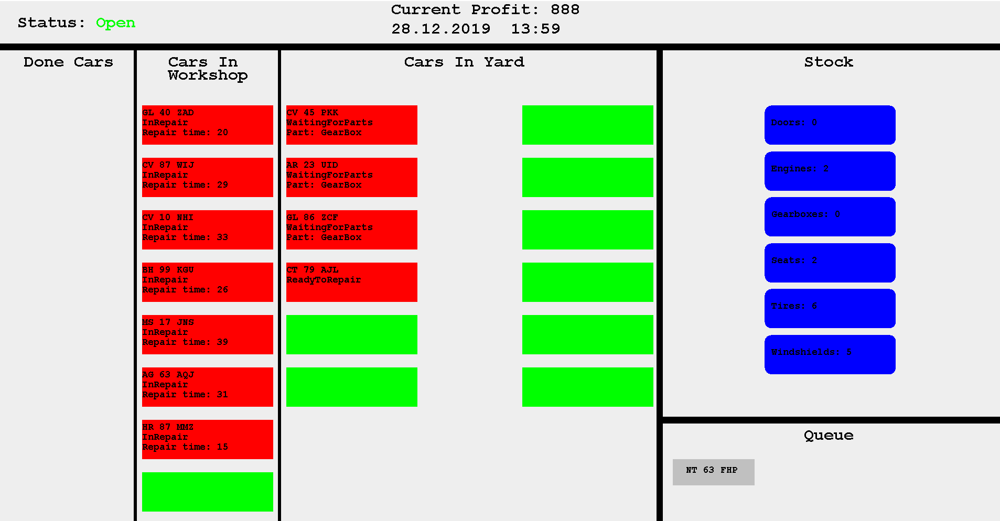 Status: Open
Current Profit: 888
28.12.2019 13:59
Done Cars
Cars In
Workshop
GL 40 ZAD
InRepair
Repair time: 20
CV 87 WIJ
InRepair
Repair time: 29
CV 10 NHI
InRepair
Repair time: 33
BH 99 KGU
InRepair
Repair time: 26
MS 17 JNS
InRepair
Repair time: 39
AG 63 AQJ
InRepair
Repair time: 31
HR 87 MMZ
InRepair
Repair time: 15
Cars In Yard
CV 45 PKK
WaitingForParts
Part: GearBox
AR 23 UID
WaitingForParts
Part: GearBox
GL 86 ZCF
WaitingForParts
Part: GearBox
CT 79 AJL
ReadyToRepair
Stock
Doors: 0
Engines: 2
Gearboxes: 0
Seats: 2
Tires: 6
Windshields: 5
Queue
NT 63 FHP